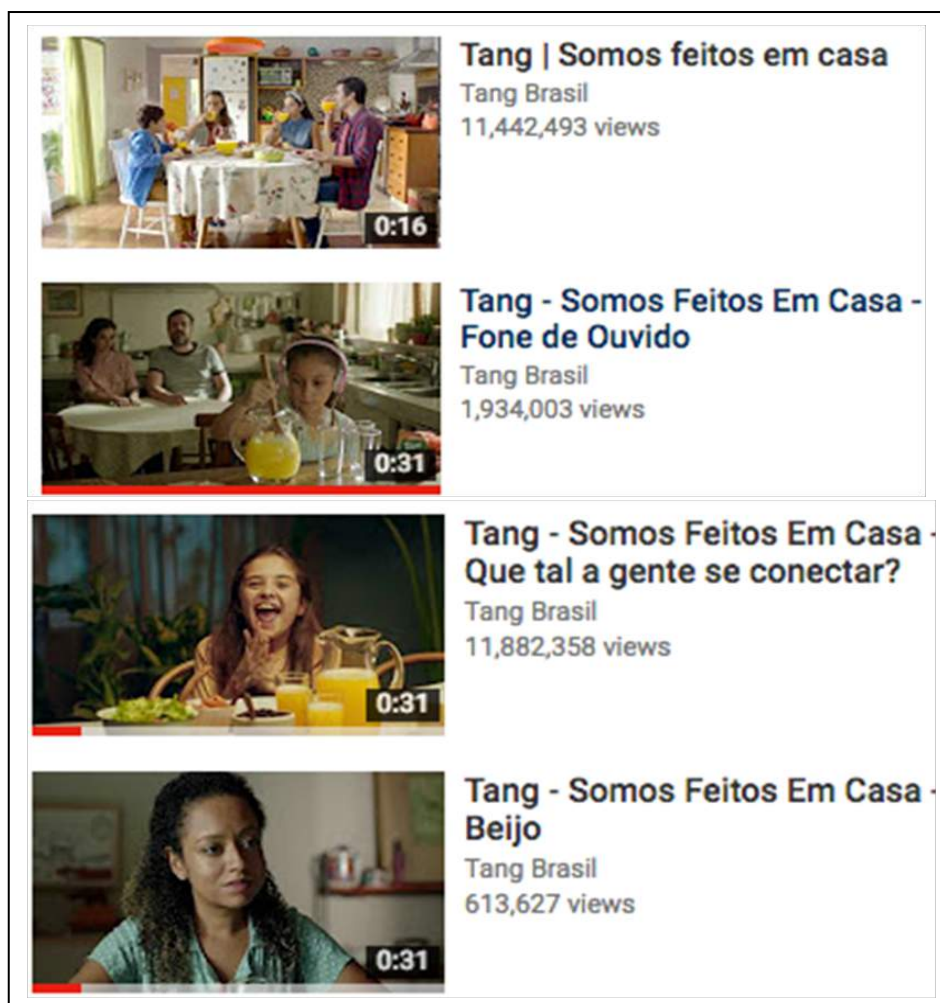 Tang | Somos feitos em casa
Tang Brasil
11,442,493 views
0:16
Tang - Somos Feitos Em Casa -
Fone de Ouvido
Tang Brasil
1,934,003 views
0:31
Tang - Somos Feitos Em Casa -
Que tal a gente se conectar?
Tang Brasil
11,882,358 views
0:31
Tang - Somos Feitos Em Casa -
Beijo
Tang Brasil
613,627 views
0:31